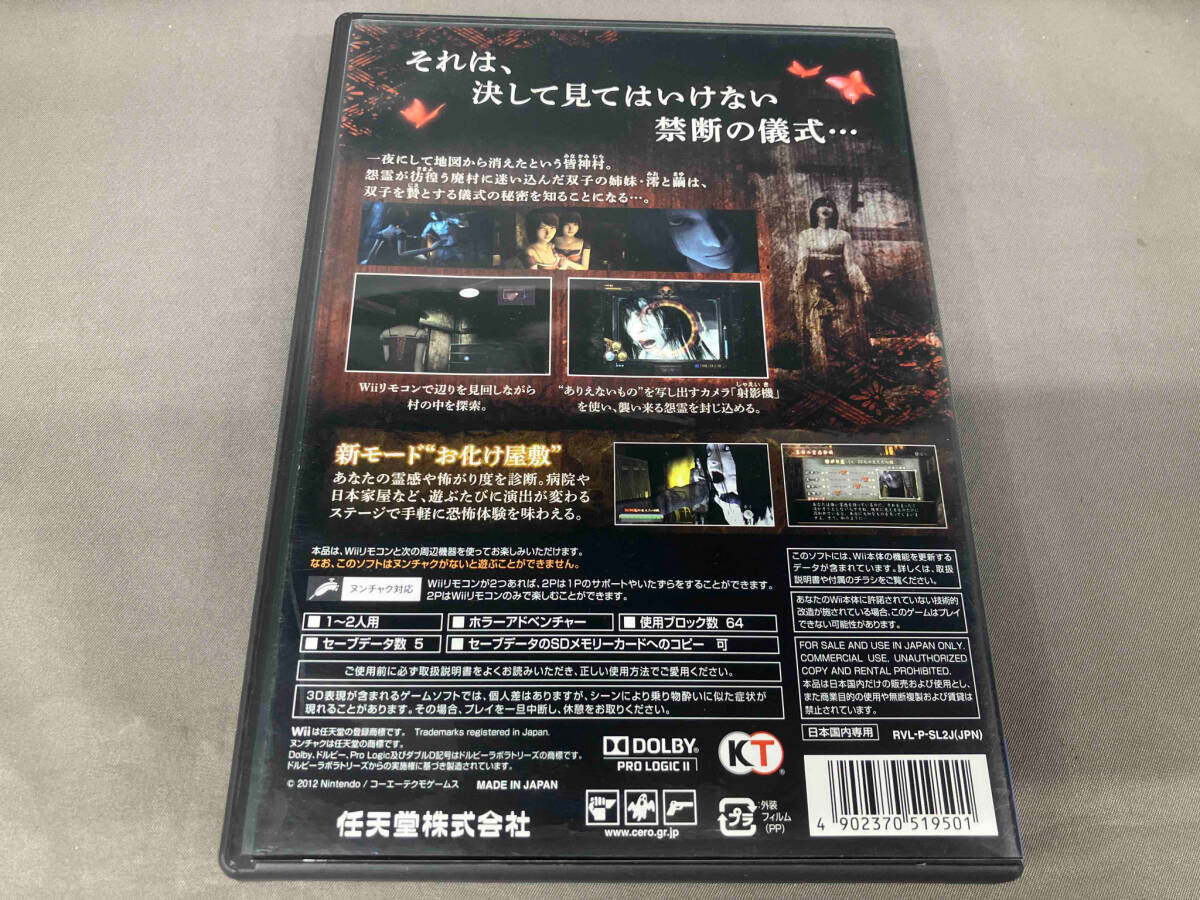 それは、
決して見てはいけない
禁断の儀式…
一夜にして地図から消えたという皆神村。
怨霊が彷徨う廃村に迷い込んだ双子の姉妹・澪と繭は、
双子を贄とする儀式の秘密を知ることになる…。
Wiiリモコンで辺りを見回しながら
村の中を探索。
“ありえないもの”を写し出すカメラ「射影機」
を使い、襲い来る怨霊を封じ込める。
新モード“お化け屋敷”
あなたの霊感や怖がり度を診断。病院や
日本家屋など、遊ぶたびに演出が変わる
ステージで手軽に恐怖体験を味わえる。
本品は、Wiiリモコンと次の周辺機器を使ってお楽しみいただけます。
なお、このソフトはヌンチャクがないと遊ぶことができません。
ヌンチャク対応
Wiiリモコンが2つあれば、2Pは1Pのサポートやいたずらをすることができます。
2PはWiiリモコンのみで楽しむことができます。
■ 1〜2人用
■ ホラーアドベンチャー
■ 使用ブロック数 64
■ セーブデータ数 5
■ セーブデータのSDメモリーカードへのコピー 可
ご使用前に必ず取扱説明書をよくお読みいただき、正しい使用方法でご愛用ください。
3D表現が含まれるゲームソフトでは、個人差はありますが、シーンにより乗り物酔いに似た症状が
現れることがあります。その場合、プレイを一旦中断し、休憩をお取りください。
このソフトには、Wii本体の機能を更新する
データが含まれています。詳しくは、取扱
説明書や付属のチラシをご覧ください。
あなたのWii本体に許諾されていない技術的
改造が施されている場合、このゲームはプレイ
できない可能性があります。
FOR SALE AND USE IN JAPAN ONLY.
COMMERCIAL USE, UNAUTHORIZED
COPY AND RENTAL PROHIBITED.
本品は日本国内だけの販売および使用とし、
また商業目的の使用や無断複製および賃貸は
禁止されています。
日本国内専用
RVL-P-SL2J(JPN)
Wiiは任天堂の登録商標です。 Trademarks registered in Japan.
ヌンチャクは任天堂の商標です。
Dolby、ドルビー、Pro Logic及びダブルD記号はドルビーラボラトリーズの商標です。
ドルビーラボラトリーズからの実施権に基づき製造されています。
© 2012 Nintendo / コーエーテクモゲームス
MADE IN JAPAN
DOLBY
PRO LOGIC II
KT
®
任天堂株式会社
www.cero.gr.jp
プラ
:外装
フィルム
(PP)
4 902370 519501